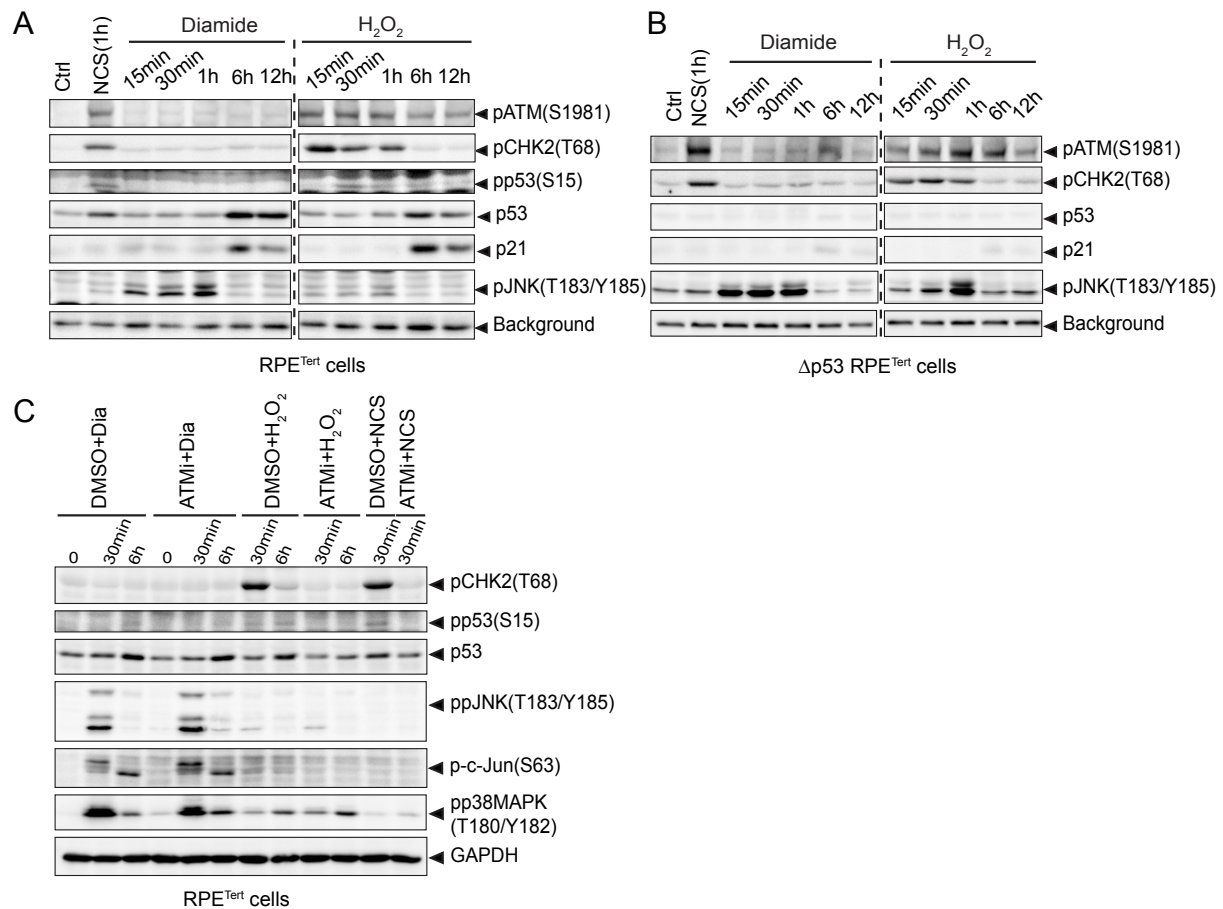 A
Diamide
H2O2
Ctrl
NCS(1h)
15min
30min
1h
6h
12h
15min
30min
1h
6h
12h
pATM(S1981)
pCHK2(T68)
pp53(S15)
p53
p21
pJNK(T183/Y185)
Background
RPETert cells
B
Diamide
H2O2
Ctrl
NCS(1h)
15min
30min
1h
6h
12h
15min
30min
1h
6h
12h
pATM(S1981)
pCHK2(T68)
p53
p21
pJNK(T183/Y185)
Background
Δp53 RPETert cells
C
DMSO+Dia
ATMi+Dia
DMSO+H2O2
ATMi+H2O2
DMSO+NCS
ATMi+NCS
0
30min
6h
0
30min
6h
30min
6h
30min
6h
30min
30min
pCHK2(T68)
pp53(S15)
p53
ppJNK(T183/Y185)
p-c-Jun(S63)
pp38MAPK
(T180/Y182)
GAPDH
RPETert cells